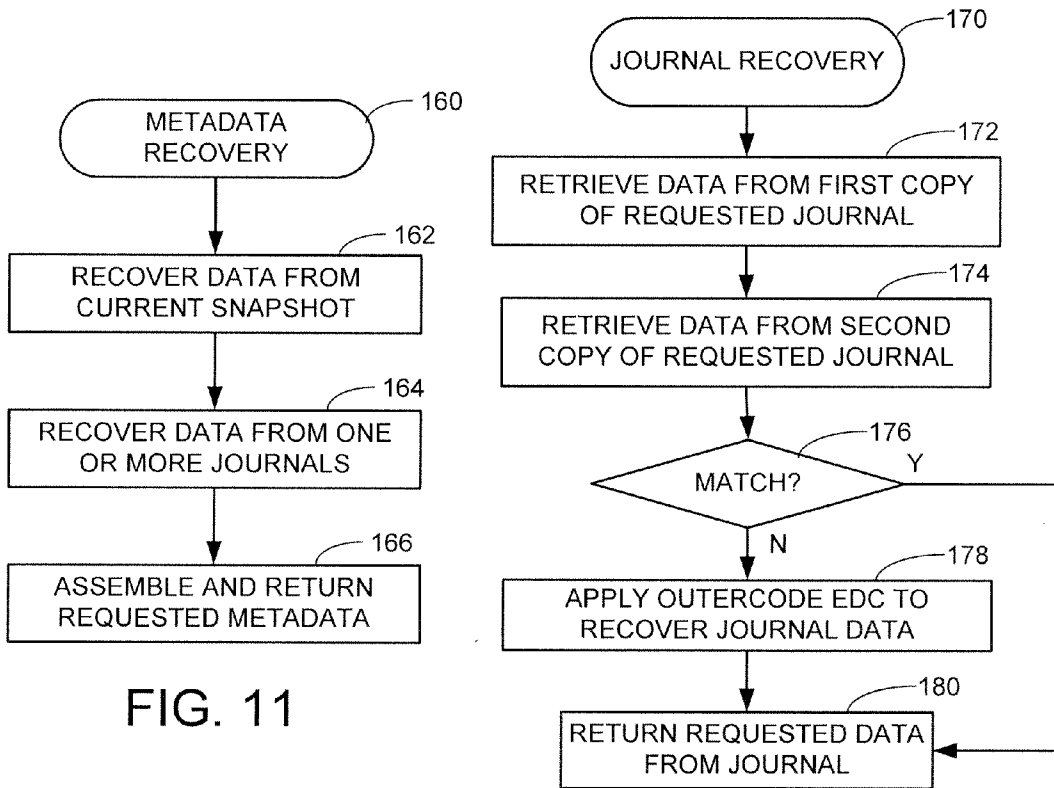 METADATA
RECOVERY
160
162
RECOVER DATA FROM
CURRENT SNAPSHOT
164
RECOVER DATA FROM ONE
OR MORE JOURNALS
166
ASSEMBLE AND RETURN
REQUESTED METADATA
FIG. 11
170
JOURNAL RECOVERY
172
RETRIEVE DATA FROM FIRST COPY
OF REQUESTED JOURNAL
174
RETRIEVE DATA FROM SECOND
COPY OF REQUESTED JOURNAL
176
MATCH?
Y
N
178
APPLY OUTERCODE EDC TO
RECOVER JOURNAL DATA
180
RETURN REQUESTED DATA
FROM JOURNAL